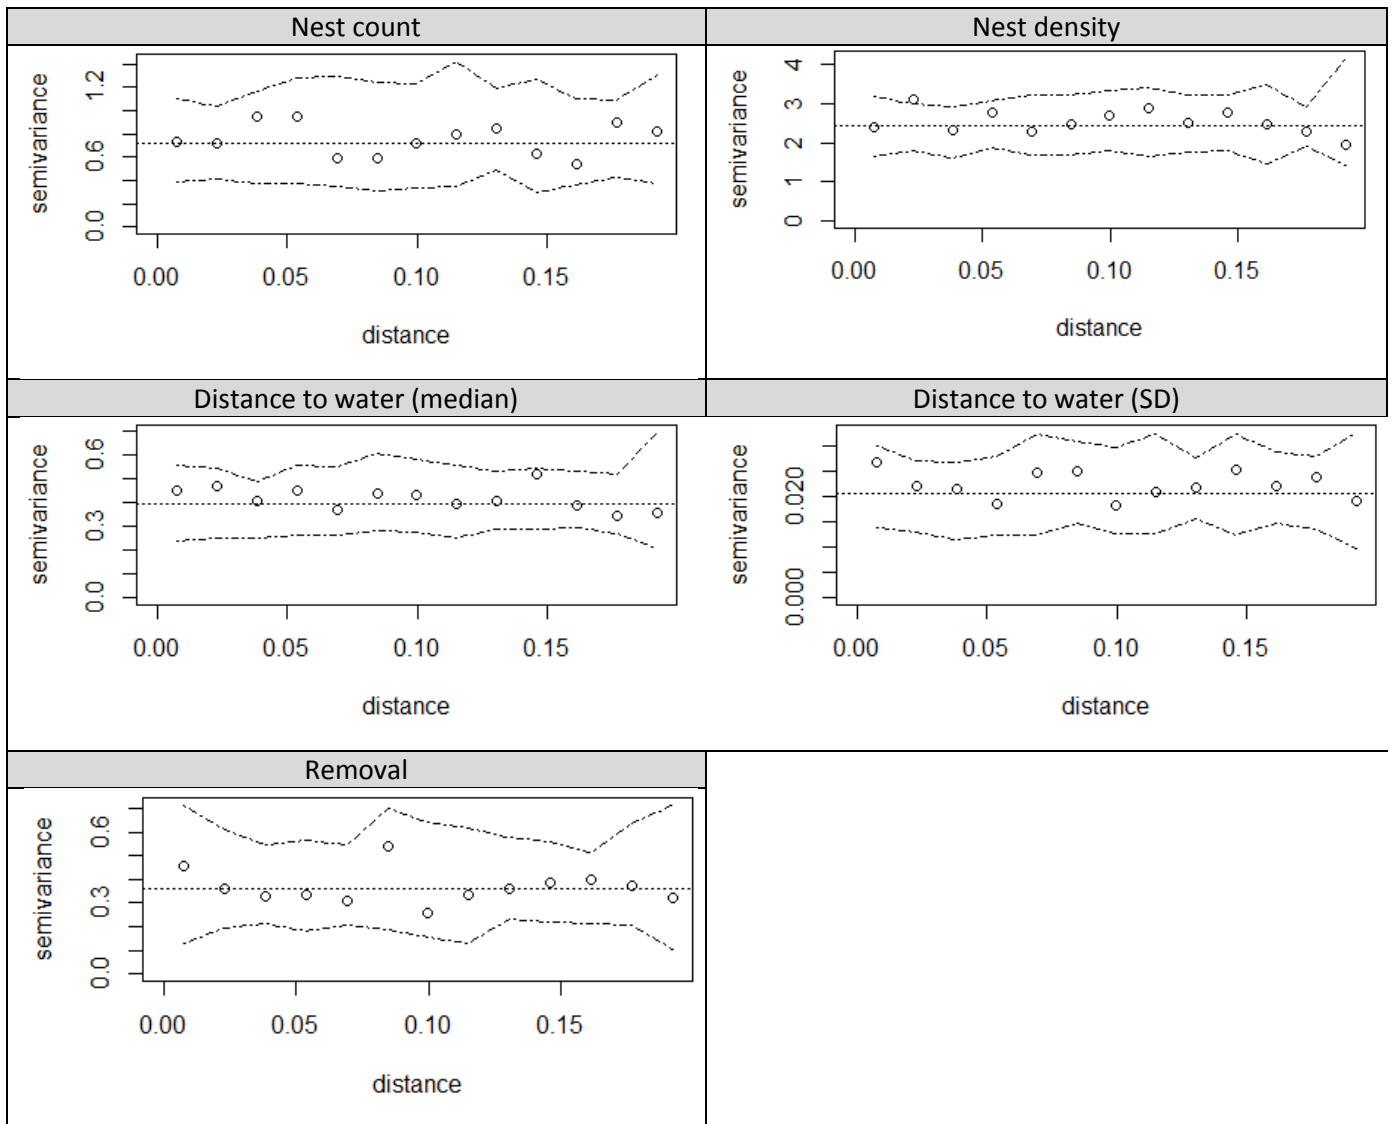 Nest count
Nest density
semivariance
1.2
0.6
0.0
0.00 0.05 0.10 0.15
distance
semivariance
4
3
2
1
0
0.00 0.05 0.10 0.15
distance
Distance to water (median)
Distance to water (SD)
semivariance
0.6
0.3
0.0
0.00 0.05 0.10 0.15
distance
semivariance
0.020
0.000
0.00 0.05 0.10 0.15
distance
Removal
semivariance
0.6
0.3
0.0
0.00 0.05 0.10 0.15
distance